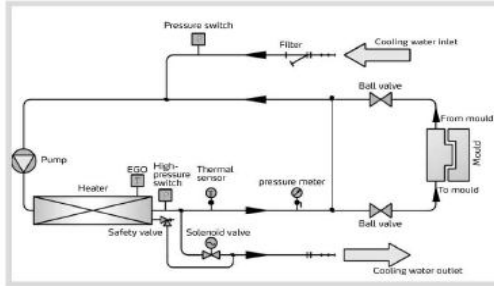 Pressure switch
Filter
Cooling water inlet
Ball valve
From mould
Pump
EGO
High-
pressure
switch
Thermal
sensor
pressure meter
Mould
Heater
To mould
Safety valve
Solenoid valve
Ball valve
Cooling water outlet